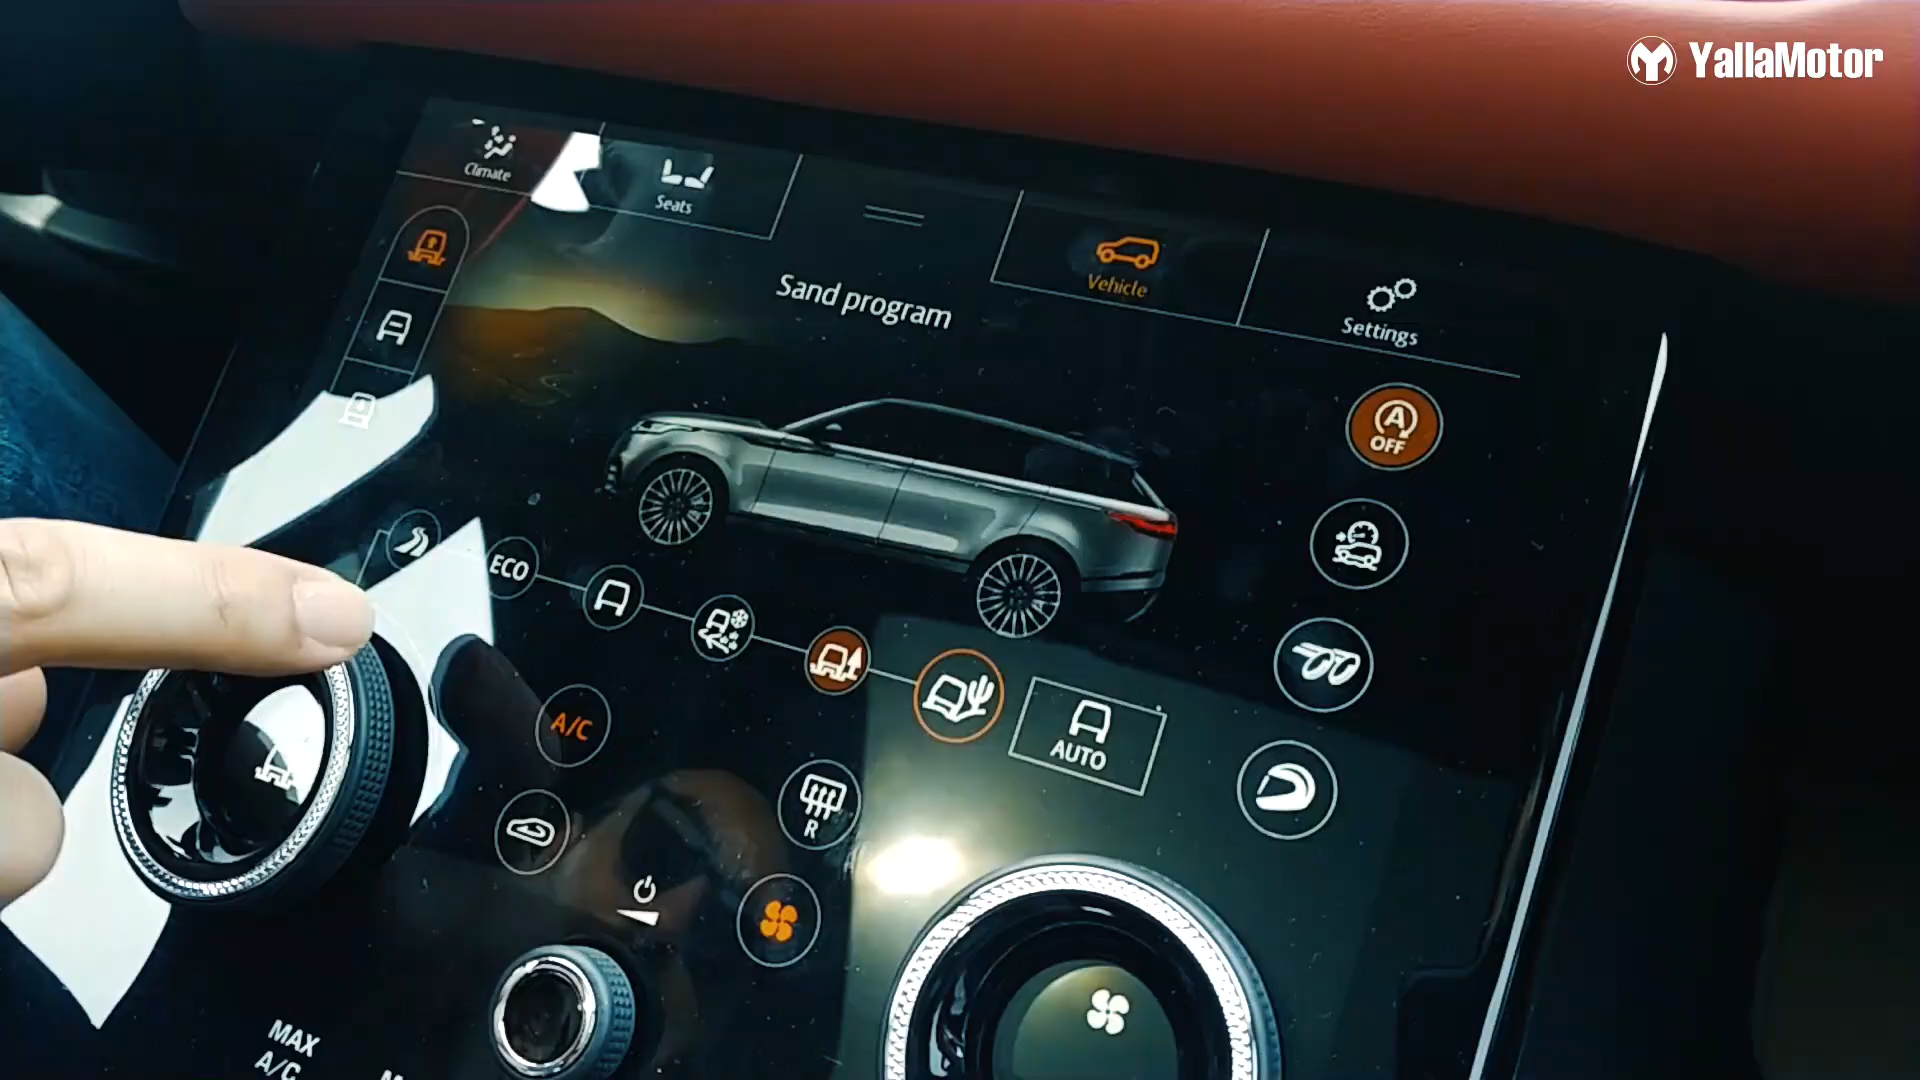 YallaMotor
Climate
Seats
Vehicle
Settings
Sand program
A
OFF
ECO
A/C
AUTO
R
MAX
A/C